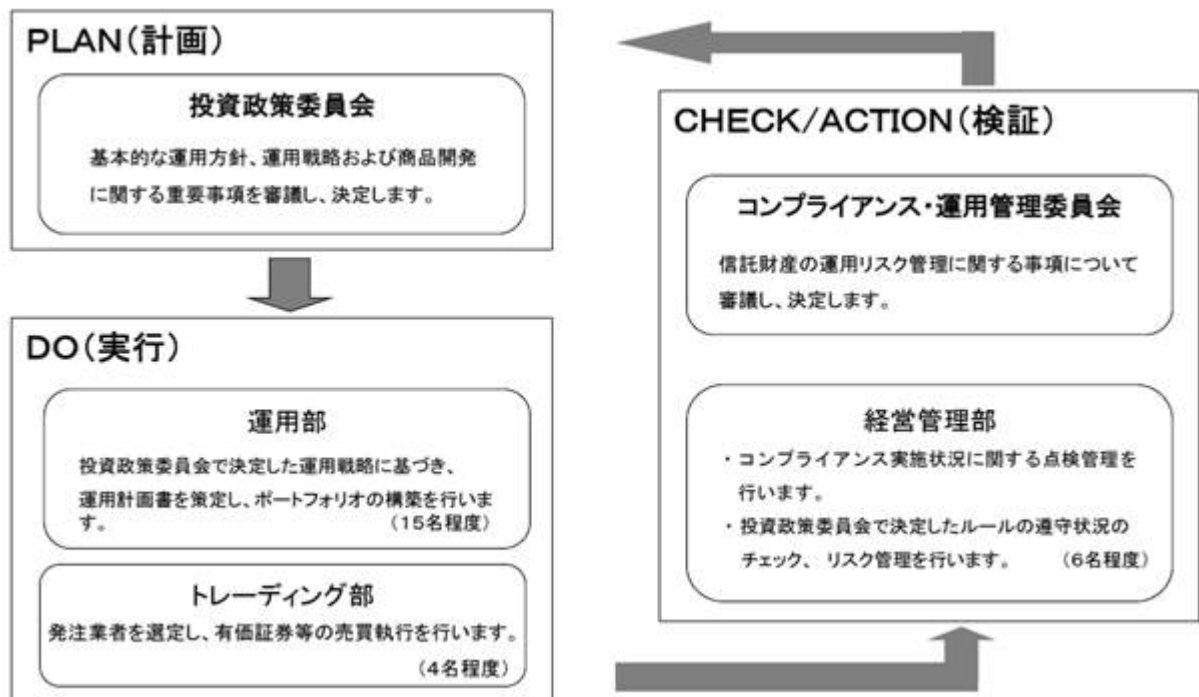 PLAN(計画)
投資政策委員会
基本的な運用方針、運用戦略および商品開発
に関する重要事項を審議し、決定します。
DO(実行)
運用部
投資政策委員会で決定した運用戦略に基づき、
運用計画書を策定し、ポートフォリオの構築を行いま
す。 (15名程度)
トレーディング部
発注業者を選定し、有価証券等の売買執行を行います。
(4名程度)
CHECK/ACTION(検証)
コンプライアンス・運用管理委員会
信託財産の運用リスク管理に関する事項について
審議し、決定します。
経営管理部
・コンプライアンス実施状況に関する点検管理を
行います。
・投資政策委員会で決定したルールの遵守状況の
チェック、リスク管理を行います。 (6名程度)